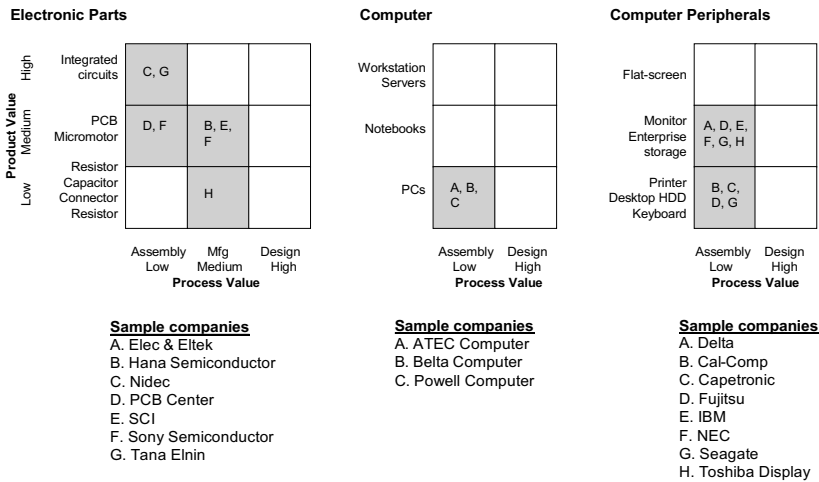 Electronic Parts
Product Value
High
Medium
Low
Integrated
circuits
PCB
Micromotor
Resistor
Capacitor
Connector
Resistor
C, G
D, F
B, E,
F
H
Assembly
Low
Mfg
Medium
Design
High
Process Value
Sample companies
A. Elec & Eltek
B. Hana Semiconductor
C. Nidec
D. PCB Center
E. SCI
F. Sony Semiconductor
G. Tana Elnin
Computer
Workstation
Servers
Notebooks
PCs
A, B,
C
Assembly
Low
Design
High
Process Value
Sample companies
A. ATEC Computer
B. Belta Computer
C. Powell Computer
Computer Peripherals
Flat-screen
Monitor
Enterprise
storage
Printer
Desktop HDD
Keyboard
A, D, E,
F, G, H
B, C,
D, G
Assembly
Low
Design
High
Process Value
Sample companies
A. Delta
B. Cal-Comp
C. Capetronic
D. Fujitsu
E. IBM
F. NEC
G. Seagate
H. Toshiba Display